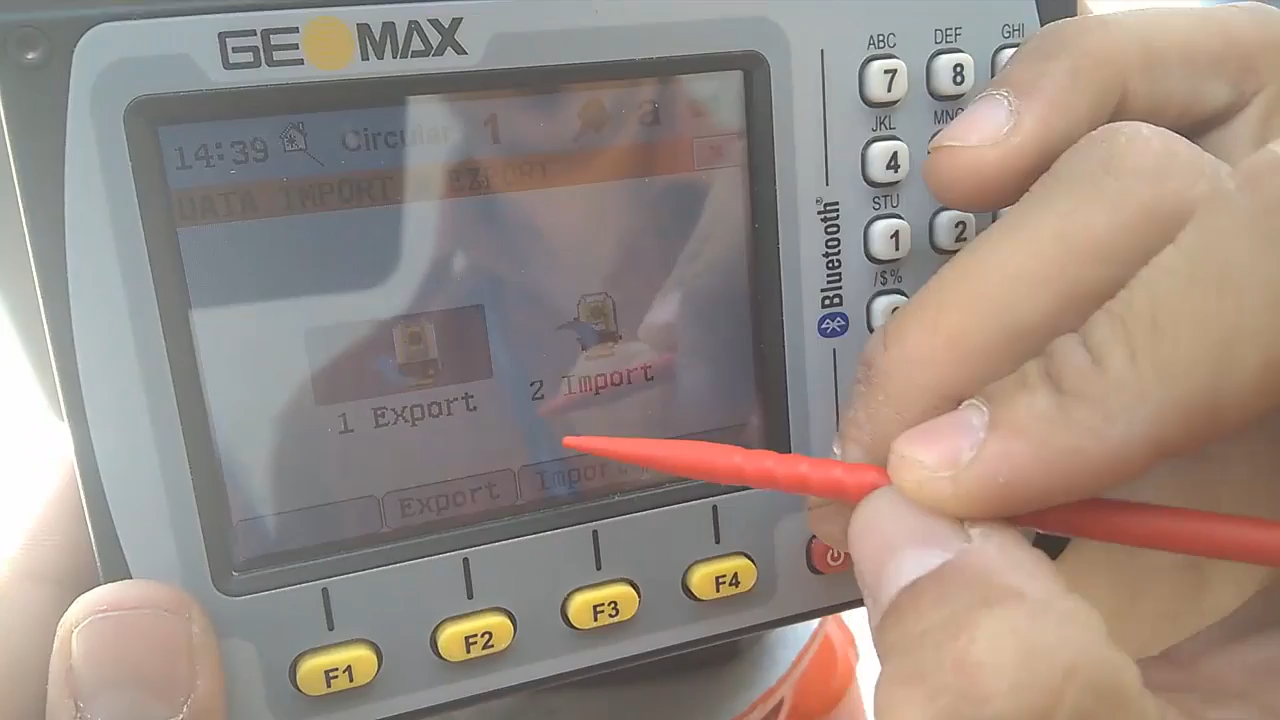 GEOMAX
14:39 Circular 1 a
DATA IMPORT & EXPORT
1 Export
2 Import
Export
Import
F1
F2
F3
F4
Bluetooth®
ABC
7
DEF
8
GHI
JKL
4
STU
1
2
/$%